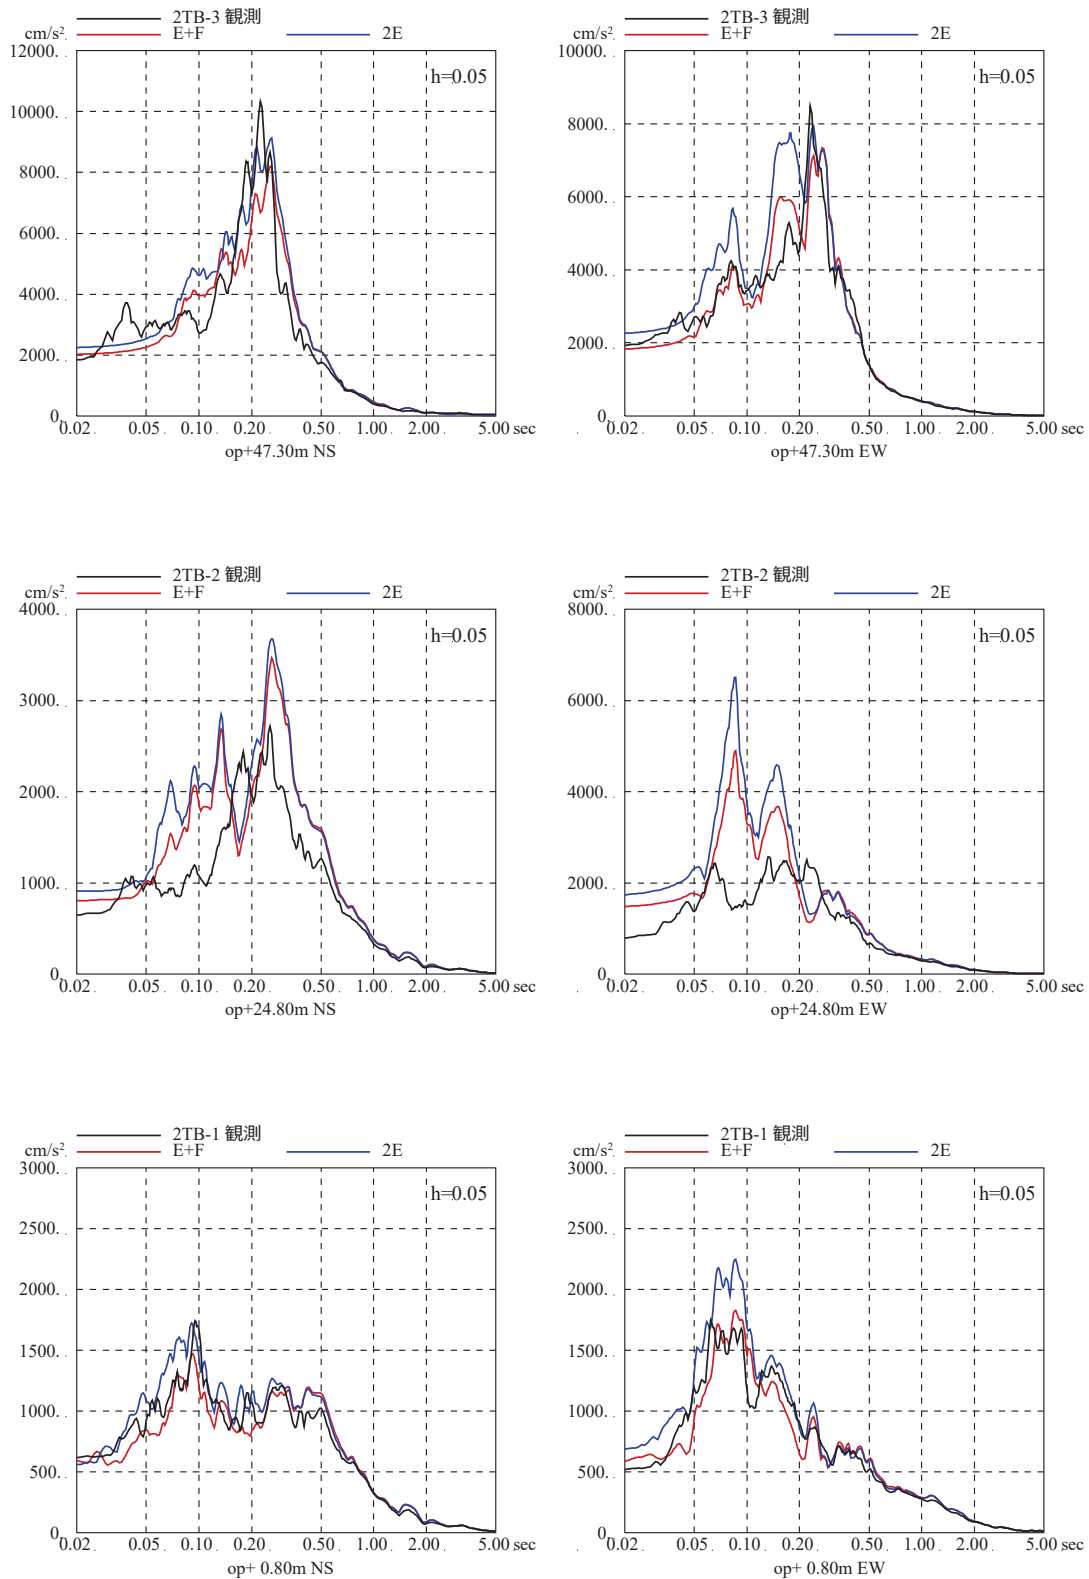 2TB-3 観測
cm/s² E+F 2E
12000.
h=0.05
10000.
8000.
6000.
4000.
2000.
0.
0.02 0.05 0.10 0.20 0.50 1.00 2.00 5.00 sec
op+47.30m NS
2TB-3 観測
cm/s² E+F 2E
10000.
h=0.05
8000.
6000.
4000.
2000.
0.
0.02 0.05 0.10 0.20 0.50 1.00 2.00 5.00 sec
op+47.30m EW
2TB-2 観測
cm/s² E+F 2E
4000.
h=0.05
3000.
2000.
1000.
0.
0.02 0.05 0.10 0.20 0.50 1.00 2.00 5.00 sec
op+24.80m NS
2TB-2 観測
cm/s² E+F 2E
8000.
h=0.05
6000.
4000.
2000.
0.
0.02 0.05 0.10 0.20 0.50 1.00 2.00 5.00 sec
op+24.80m EW
2TB-1 観測
cm/s² E+F 2E
3000.
h=0.05
2500.
2000.
1500.
1000.
500.
0.
0.02 0.05 0.10 0.20 0.50 1.00 2.00 5.00 sec
op+ 0.80m NS
2TB-1 観測
cm/s² E+F 2E
3000.
h=0.05
2500.
2000.
1500.
1000.
500.
0.
0.02 0.05 0.10 0.20 0.50 1.00 2.00 5.00 sec
op+ 0.80m EW